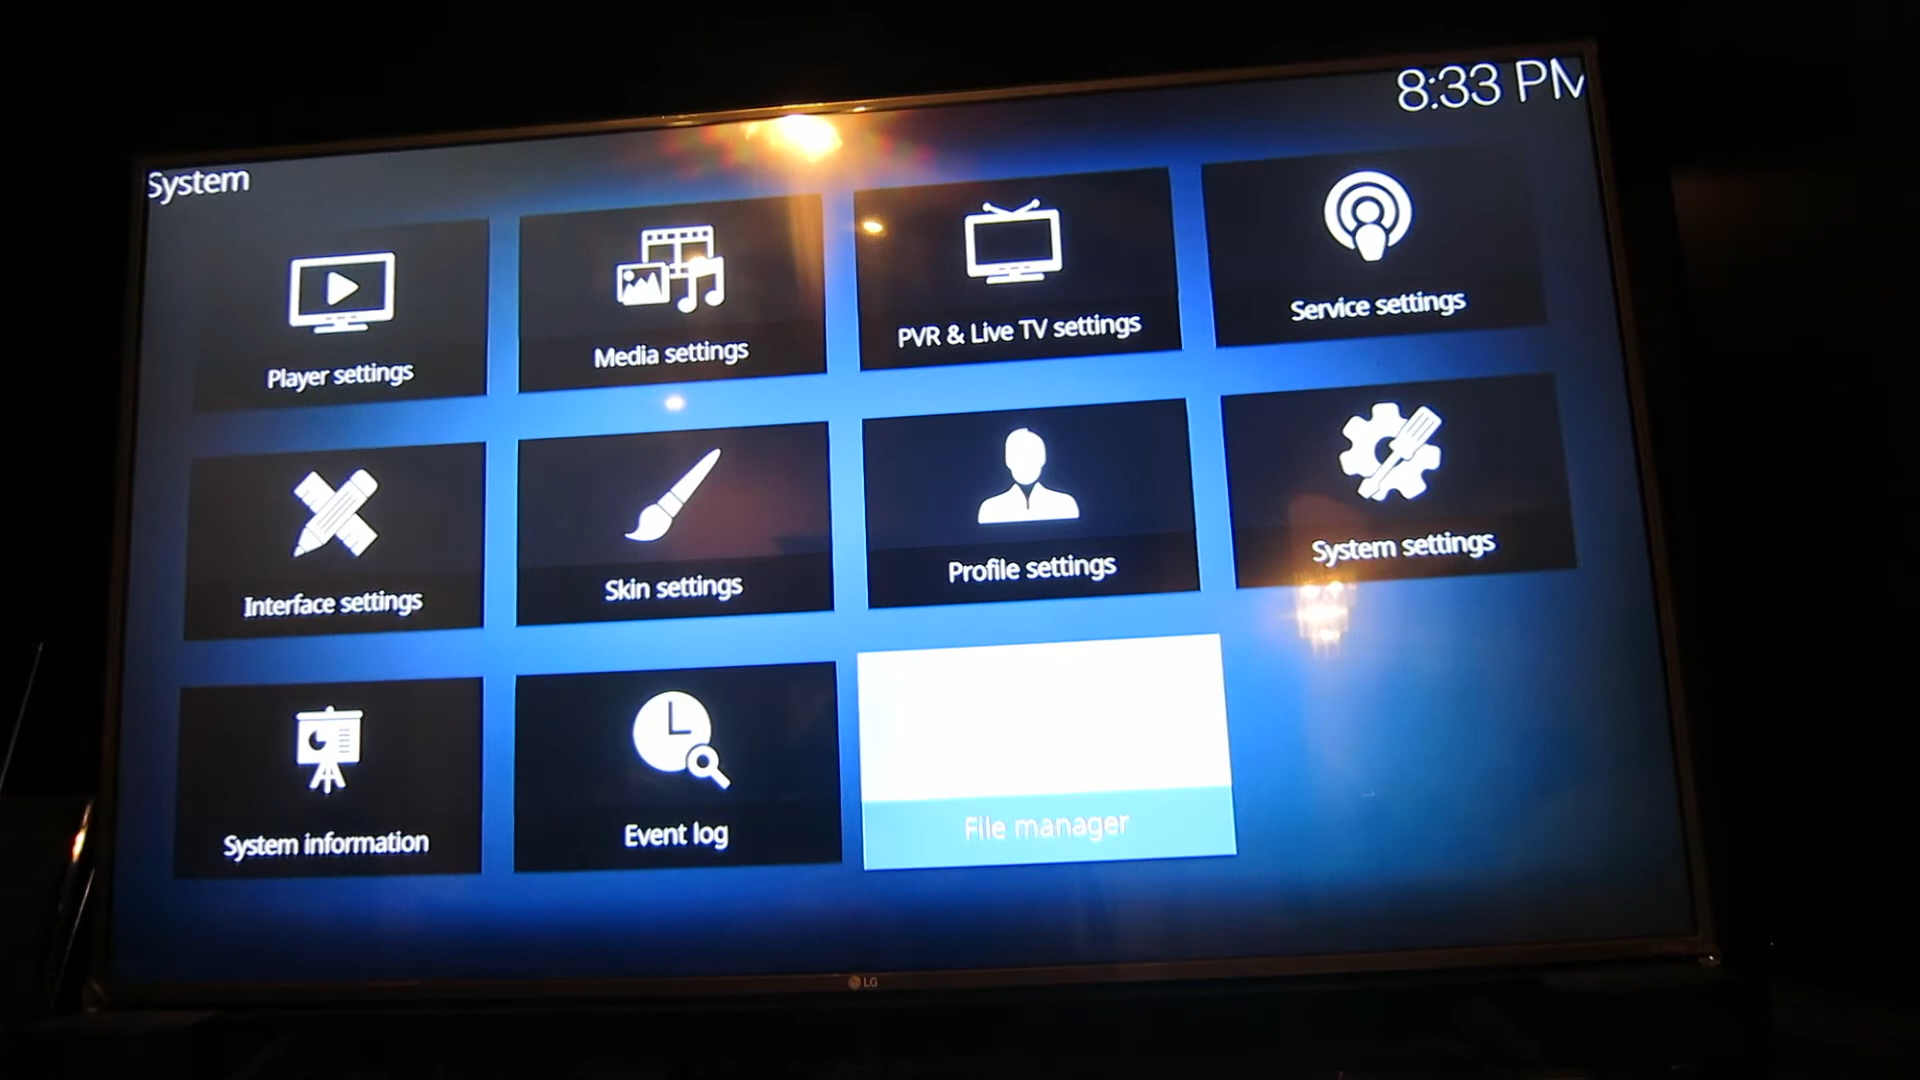 8:33 PM
System
Player settings
Media settings
PVR & Live TV settings
Service settings
Interface settings
Skin settings
Profile settings
System settings
System information
Event log
File manager
LG